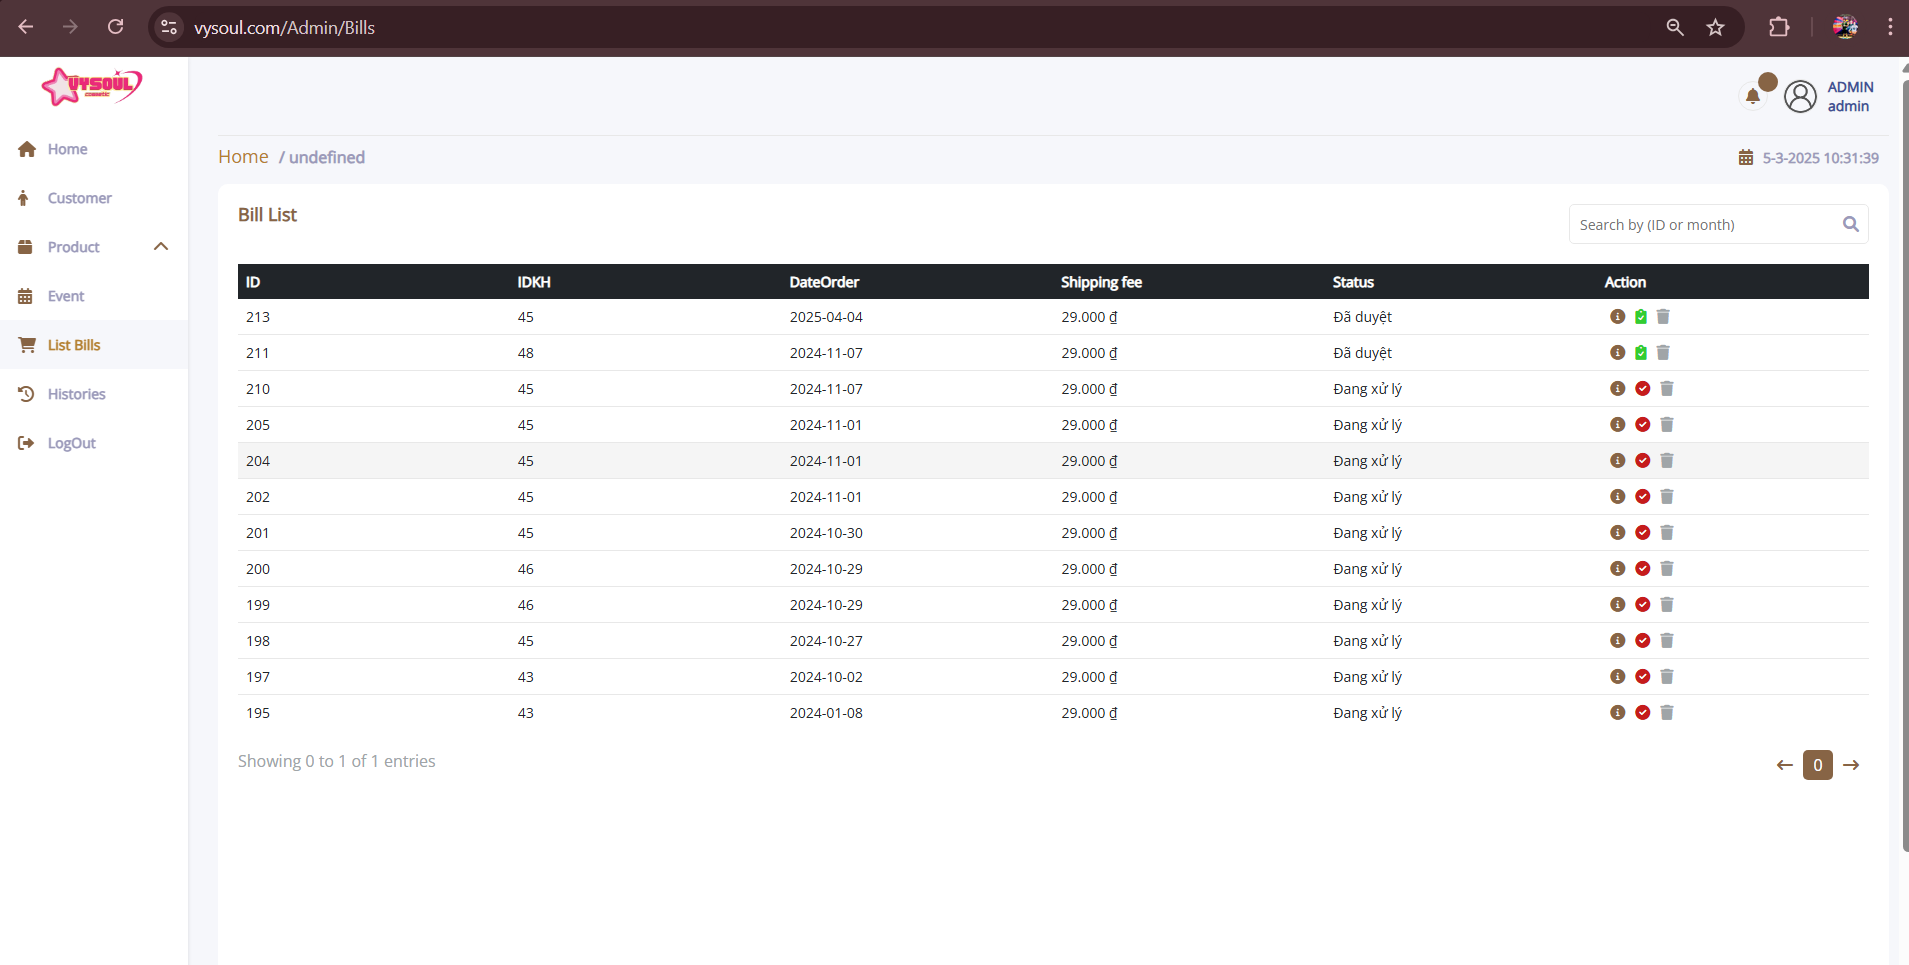 vysoul.com/Admin/Bills
VYSOUL
cosmetic
ADMIN
admin
Home
Customer
Product
Event
List Bills
Histories
LogOut
Home / undefined
5-3-2025 10:31:39
Bill List
Search by (ID or month)
ID IDKH DateOrder Shipping fee Status Action
213 45 2025-04-04 29.000 ₫ Đã duyệt
211 48 2024-11-07 29.000 ₫ Đã duyệt
210 45 2024-11-07 29.000 ₫ Đang xử lý
205 45 2024-11-01 29.000 ₫ Đang xử lý
204 45 2024-11-01 29.000 ₫ Đang xử lý
202 45 2024-11-01 29.000 ₫ Đang xử lý
201 45 2024-10-30 29.000 ₫ Đang xử lý
200 46 2024-10-29 29.000 ₫ Đang xử lý
199 46 2024-10-29 29.000 ₫ Đang xử lý
198 45 2024-10-27 29.000 ₫ Đang xử lý
197 43 2024-10-02 29.000 ₫ Đang xử lý
195 43 2024-01-08 29.000 ₫ Đang xử lý
Showing 0 to 1 of 1 entries
0